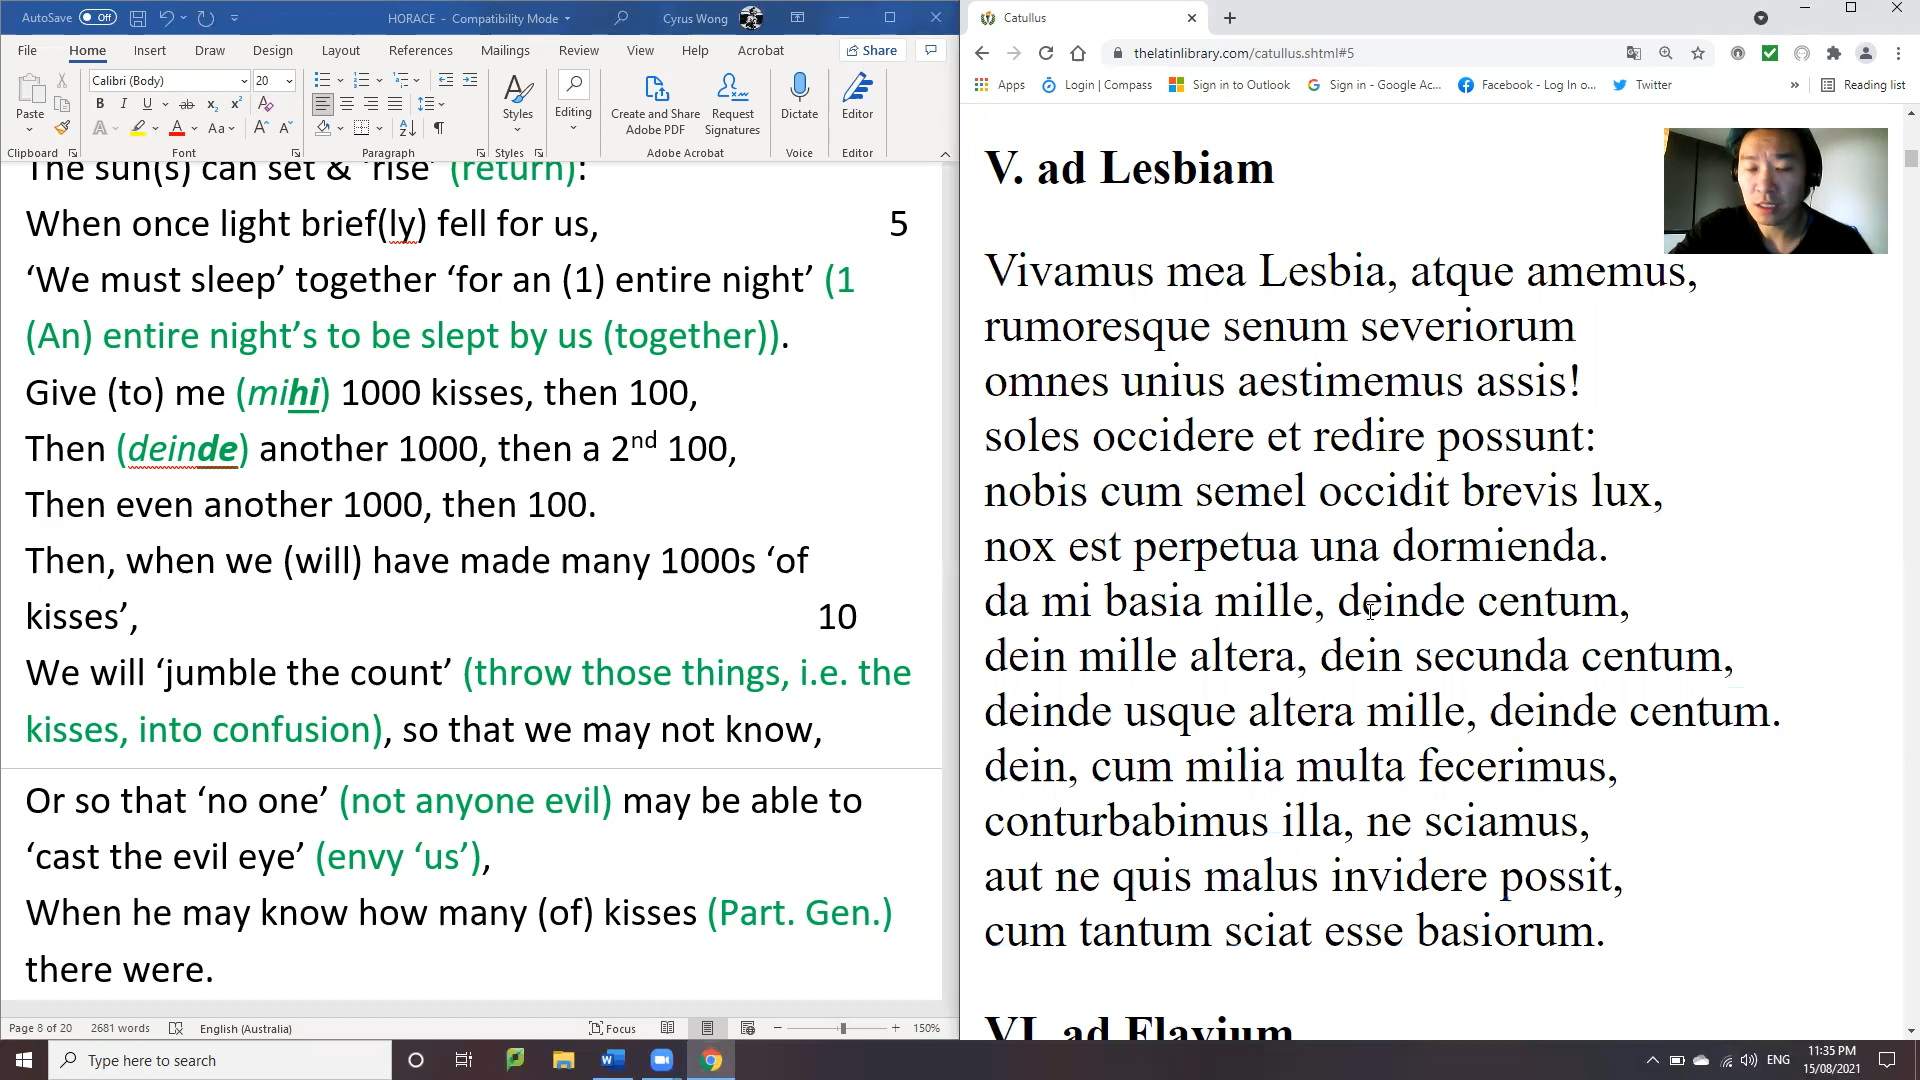 AutoSave Off HORACE - Compatibility Mode Cyrus Wong
File Home Insert Draw Design Layout References Mailings Review View Help Acrobat Share
Calibri (Body) 20
Paste
Styles
Editing
Create and Share Adobe PDF
Request Signatures
Dictate
Editor
Clipboard Font Paragraph Styles Adobe Acrobat Voice Editor
The sun(s) can set & ‘rise’ (return):
When once light brief(ly) fell for us, 5
‘We must sleep’ together ‘for an (1) entire night’ (1
(An) entire night’s to be slept by us (together)).
Give (to) me (mihi) 1000 kisses, then 100,
Then (deinde) another 1000, then a 2nd 100,
Then even another 1000, then 100.
Then, when we (will) have made many 1000s ‘of
kisses’, 10
We will ‘jumble the count’ (throw those things, i.e. the
kisses, into confusion), so that we may not know,
Or so that ‘no one’ (not anyone evil) may be able to
‘cast the evil eye’ (envy ‘us’),
When he may know how many (of) kisses (Part. Gen.)
there were.
Page 8 of 20 2681 words English (Australia) Focus 150%
Catullus
thelatinlibrary.com/catullus.shtml#5
Apps Login | Compass Sign in to Outlook Sign in - Google Ac... Facebook - Log In o... Twitter » Reading list
V. ad Lesbiam
Vivamus mea Lesbia, atque amemus,
rumoresque senum severiorum
omnes unius aestimemus assis!
soles occidere et redire possunt:
nobis cum semel occidit brevis lux,
nox est perpetua una dormienda.
da mi basia mille, deinde centum,
dein mille altera, dein secunda centum,
deinde usque altera mille, deinde centum.
dein, cum milia multa fecerimus,
conturbabimus illa, ne sciamus,
aut ne quis malus invidere possit,
cum tantum sciat esse basiorum.
VI. ad Flavium
Type here to search
ENG
11:35 PM
15/08/2021